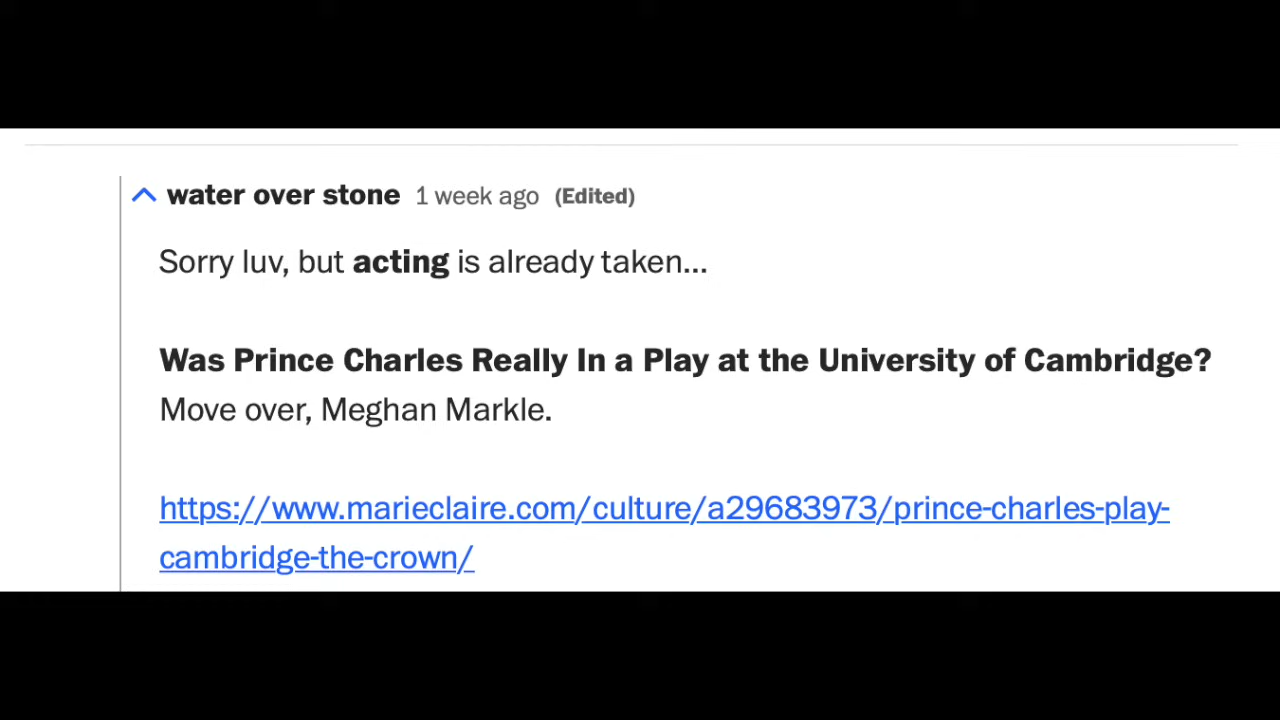 water over stone 1 week ago (Edited)
Sorry luv, but acting is already taken...
Was Prince Charles Really In a Play at the University of Cambridge?
Move over, Meghan Markle.
https://www.marieclaire.com/culture/a29683973/prince-charles-play-
cambridge-the-crown/